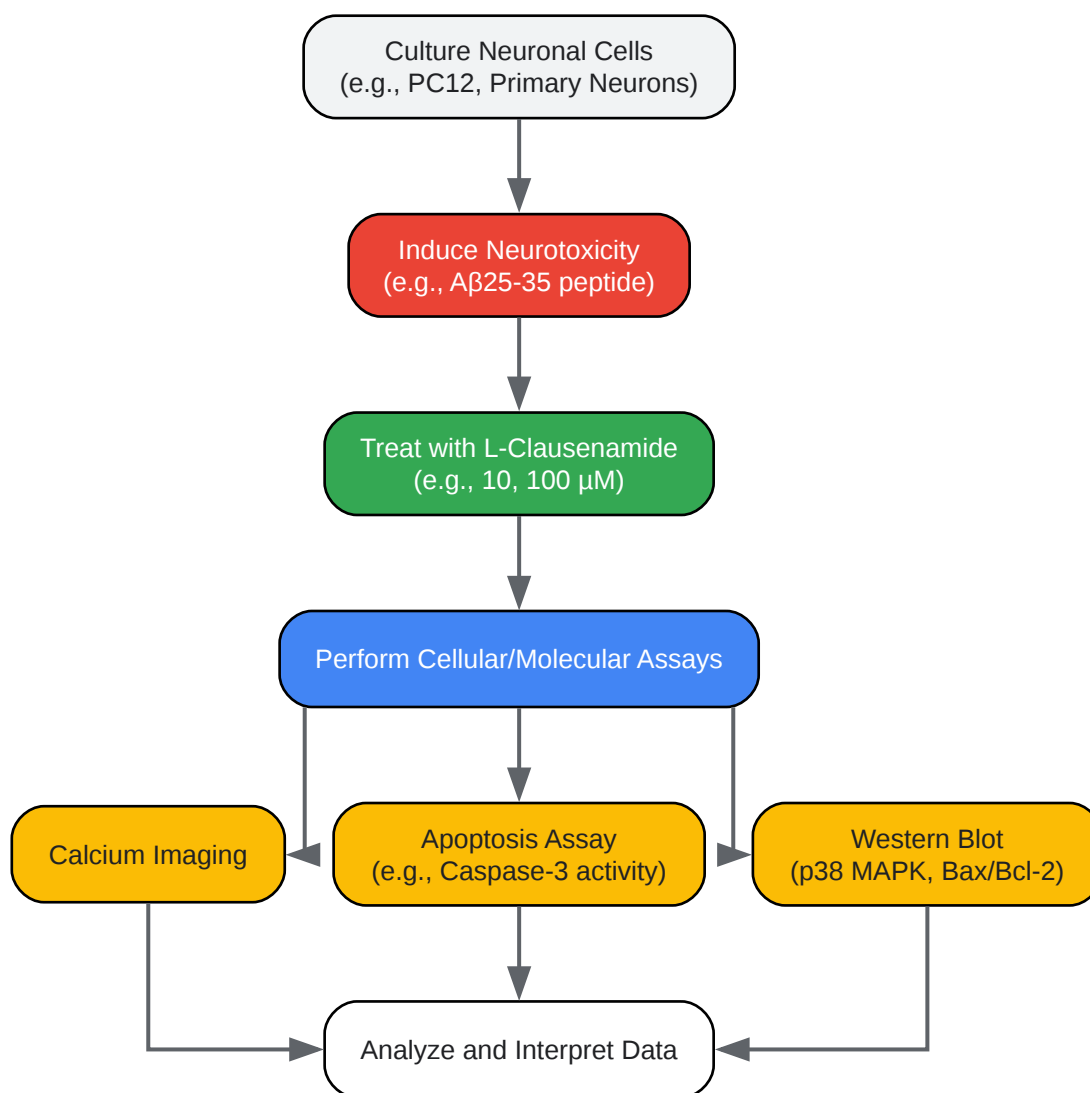 Culture Neuronal Cells
(e.g., PC12, Primary Neurons)
Induce Neurotoxicity
(e.g., Aβ25-35 peptide)
Treat with L-Clausenamide
(e.g., 10, 100 µM)
Perform Cellular/Molecular Assays
Calcium Imaging
Apoptosis Assay
(e.g., Caspase-3 activity)
Western Blot
(p38 MAPK, Bax/Bcl-2)
Analyze and Interpret Data